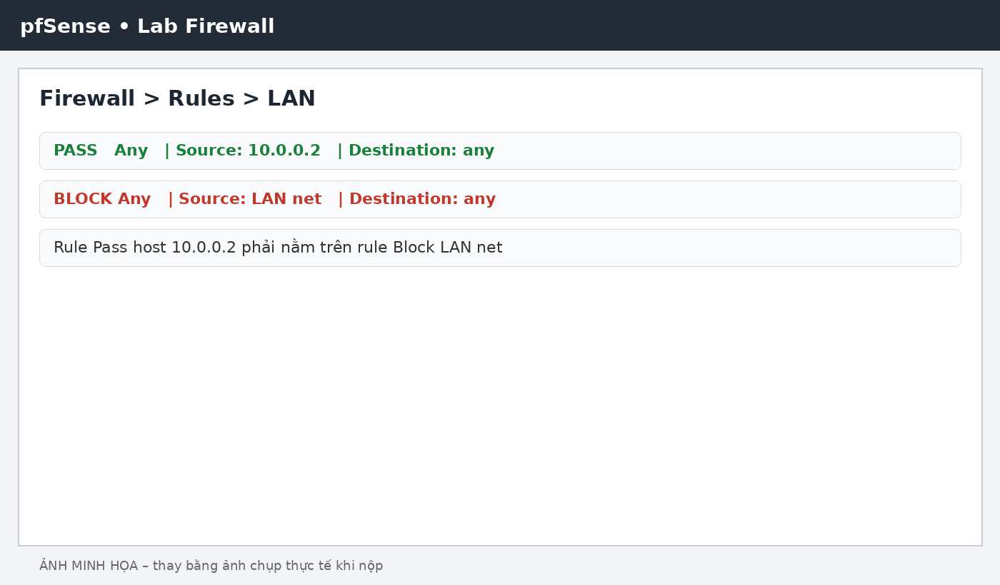 pfSense • Lab Firewall
Firewall > Rules > LAN
PASS Any | Source: 10.0.0.2 | Destination: any
BLOCK Any | Source: LAN net | Destination: any
Rule Pass host 10.0.0.2 phải nằm trên rule Block LAN net
ẢNH MINH HỌA – thay bằng ảnh chụp thực tế khi nộp